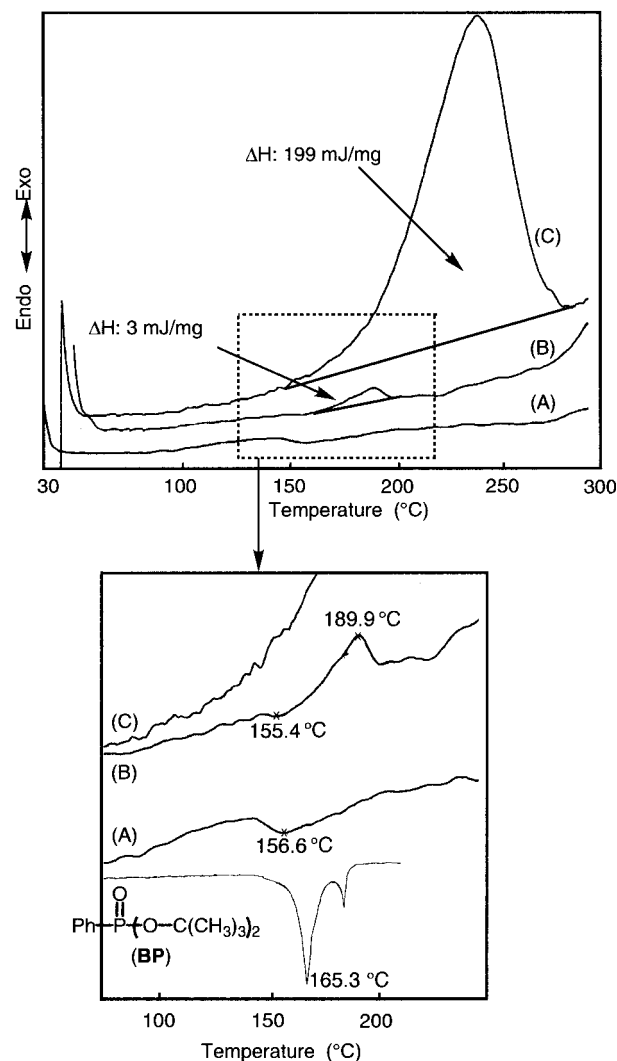 ΔH: 199 mJ/mg
Endo ↔ Exo
(C)
ΔH: 3 mJ/mg
(B)
(A)
30 100 150 200 250 300
Temperature (°C)
189.9 °C
(C)
155.4 °C
(B)
(A)
156.6 °C
O
Ph-P(O-C(CH3)3)2
(BP)
165.3 °C
100 150 200
Temperature (°C)